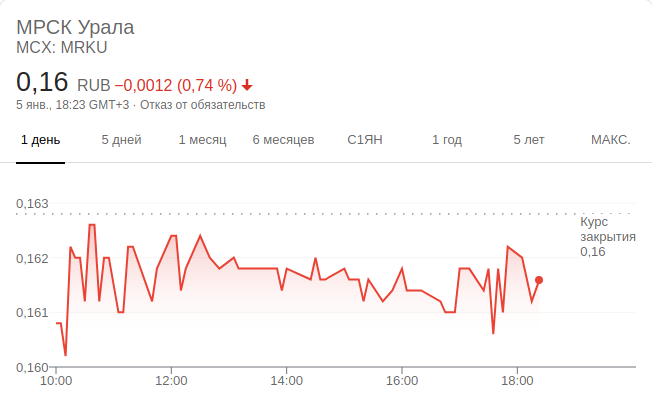 МРСК Урала
MCX: MRKU
0,16 RUB −0,0012 (0,74 %)
5 янв., 18:23 GMT+3 · Отказ от обязательств
1 день 5 дней 1 месяц 6 месяцев С1ЯН 1 год 5 лет МАКС.
0,163
Курс
закрытия
0,16
0,162
0,161
0,160
10:00 12:00 14:00 16:00 18:00